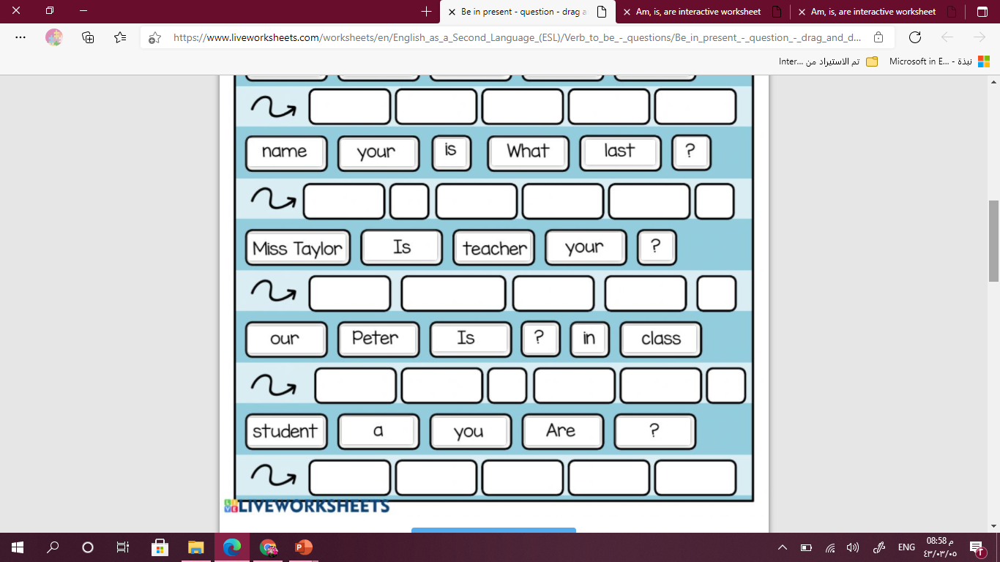 Be in present - question - drag a
Am, is, are interactive worksheet
Am, is, are interactive worksheet
https://www.liveworksheets.com/worksheets/en/English_as_a_Second_Language_(ESL)/Verb_to_be_-_questions/Be_in_present_-_question_-_drag_and_d...
تم الاستيراد من Inter...
نبذة - Microsoft in E...
name your is What last ?
Miss Taylor Is teacher your ?
our Peter Is ? in class
student a you Are ?
LIVE LIVEWORKSHEETS
ENG
08:58 م
٤٣/٠٣/٠٥